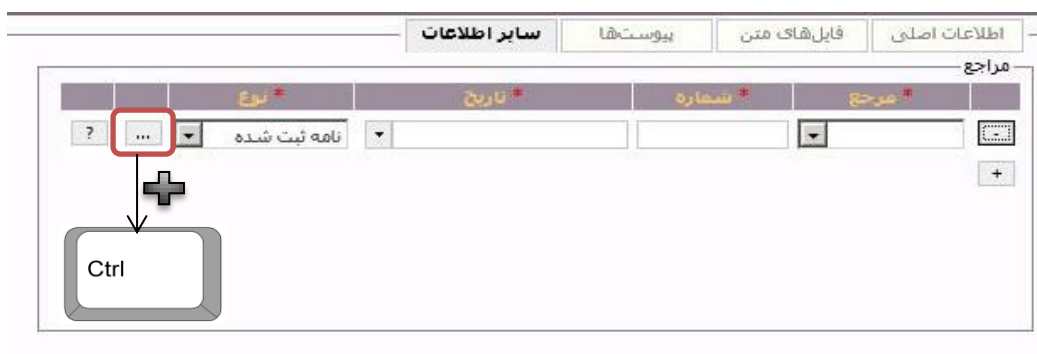 اطلاعات اصلی فایل‌های متن پیوست‌ها سایر اطلاعات
مراجع
* مرجع * شماره * تاریخ * نوع
- نامه ثبت شده ... ?
+
Ctrl